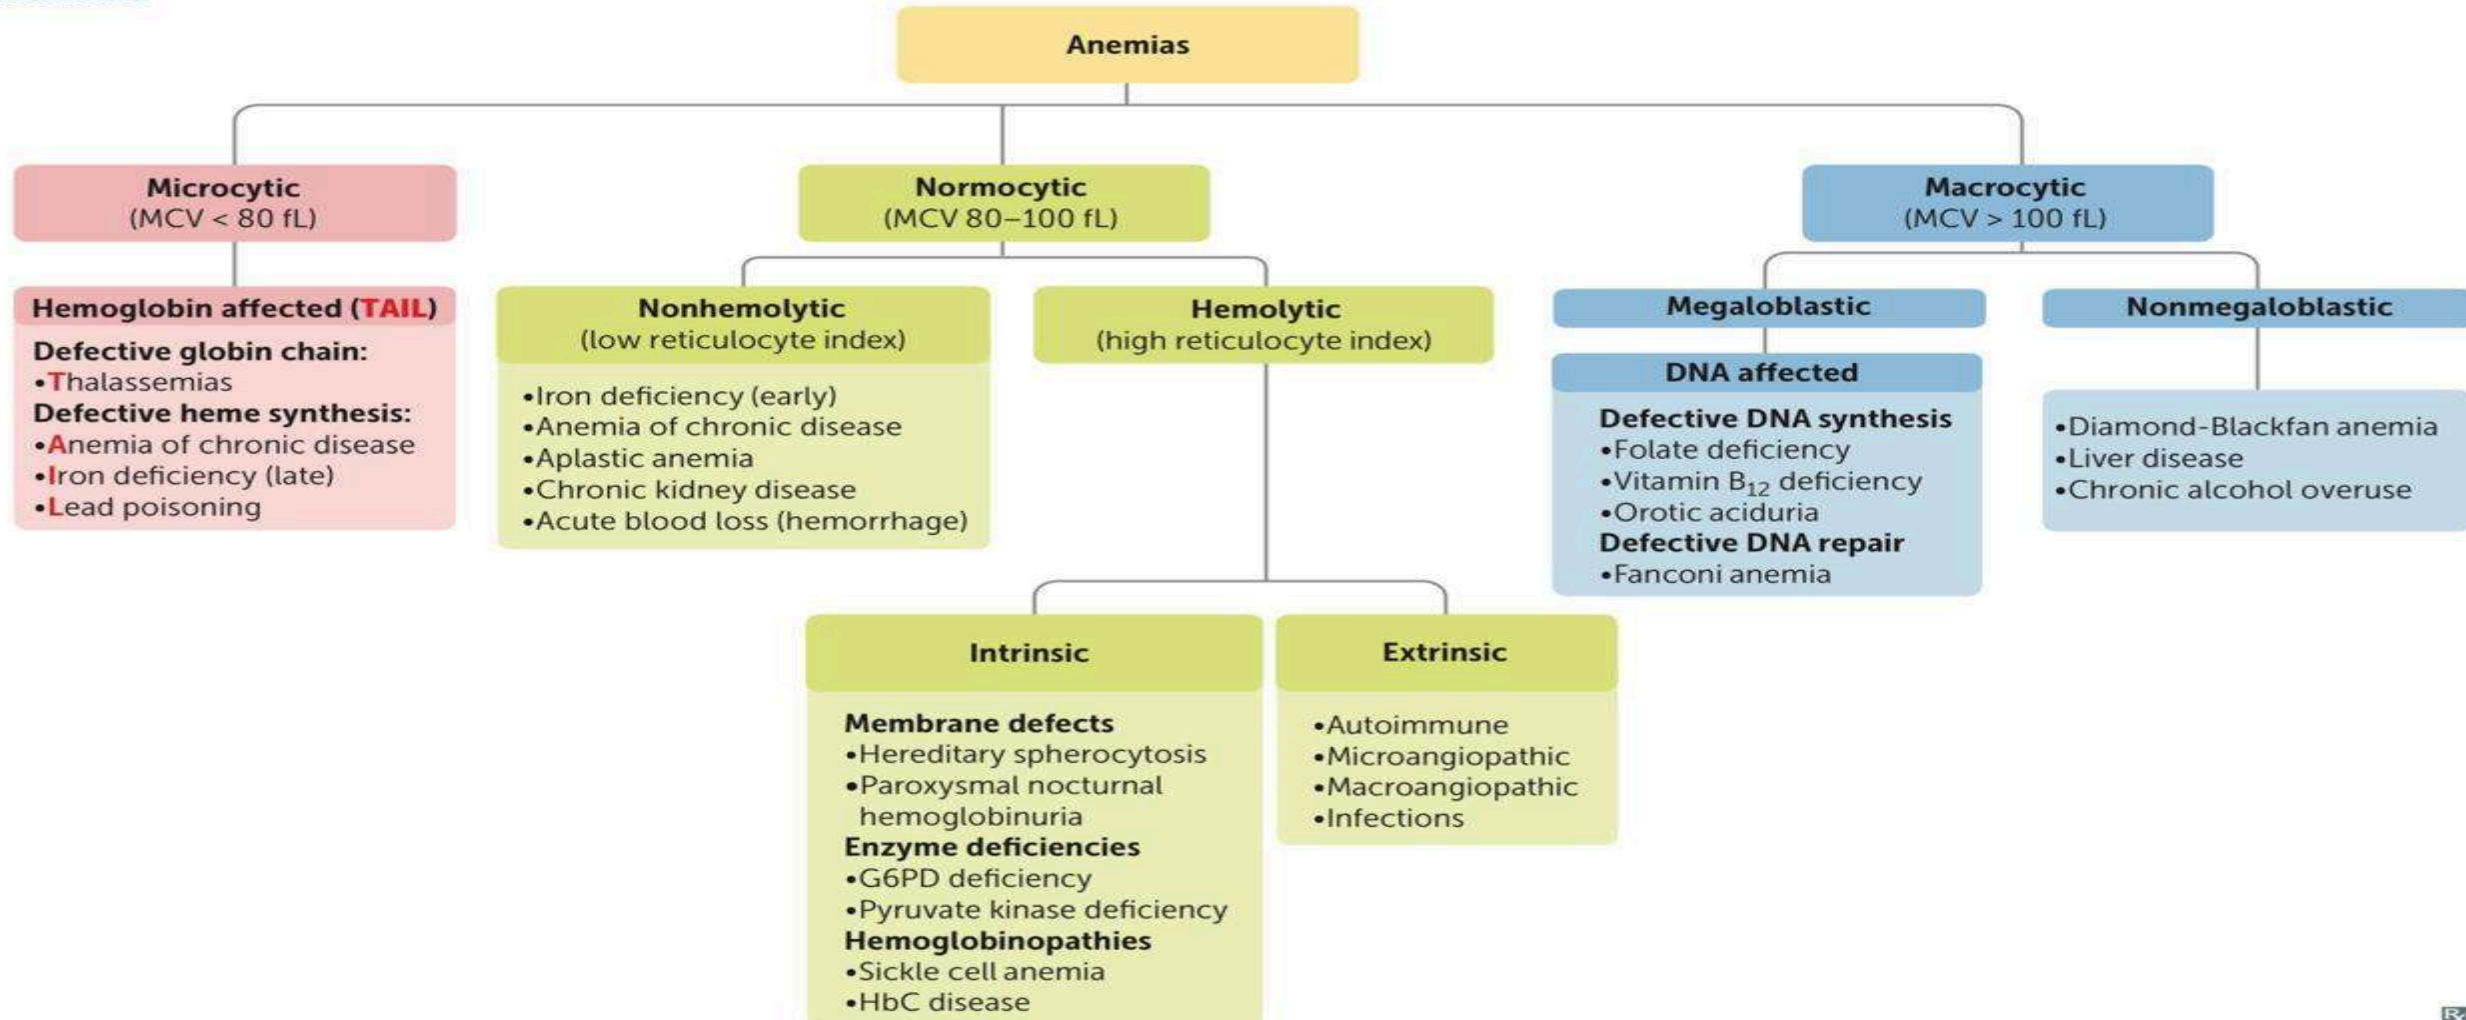 Anemias
Microcytic
(MCV < 80 fL)
Hemoglobin affected (TAIL)
Defective globin chain:
•Thalassemias
Defective heme synthesis:
•Anemia of chronic disease
•Iron deficiency (late)
•Lead poisoning
Normocytic
(MCV 80–100 fL)
Nonhemolytic
(low reticulocyte index)
•Iron deficiency (early)
•Anemia of chronic disease
•Aplastic anemia
•Chronic kidney disease
•Acute blood loss (hemorrhage)
Hemolytic
(high reticulocyte index)
Intrinsic
Membrane defects
•Hereditary spherocytosis
•Paroxysmal nocturnal
hemoglobinuria
Enzyme deficiencies
•G6PD deficiency
•Pyruvate kinase deficiency
Hemoglobinopathies
•Sickle cell anemia
•HbC disease
Extrinsic
•Autoimmune
•Microangiopathic
•Macroangiopathic
•Infections
Macrocytic
(MCV > 100 fL)
Megaloblastic
DNA affected
Defective DNA synthesis
•Folate deficiency
•Vitamin B₁₂ deficiency
•Orotic aciduria
Defective DNA repair
•Fanconi anemia
Nonmegaloblastic
•Diamond-Blackfan anemia
•Liver disease
•Chronic alcohol overuse